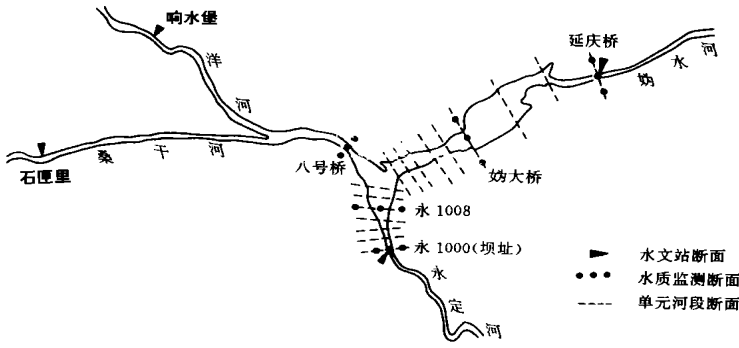 响水堡
洋河
延庆桥
妫水河
桑干河
石匣里
八号桥
妫大桥
永1008
永1000(坝址)
永定河
水文站断面
水质监测断面
单元河段断面